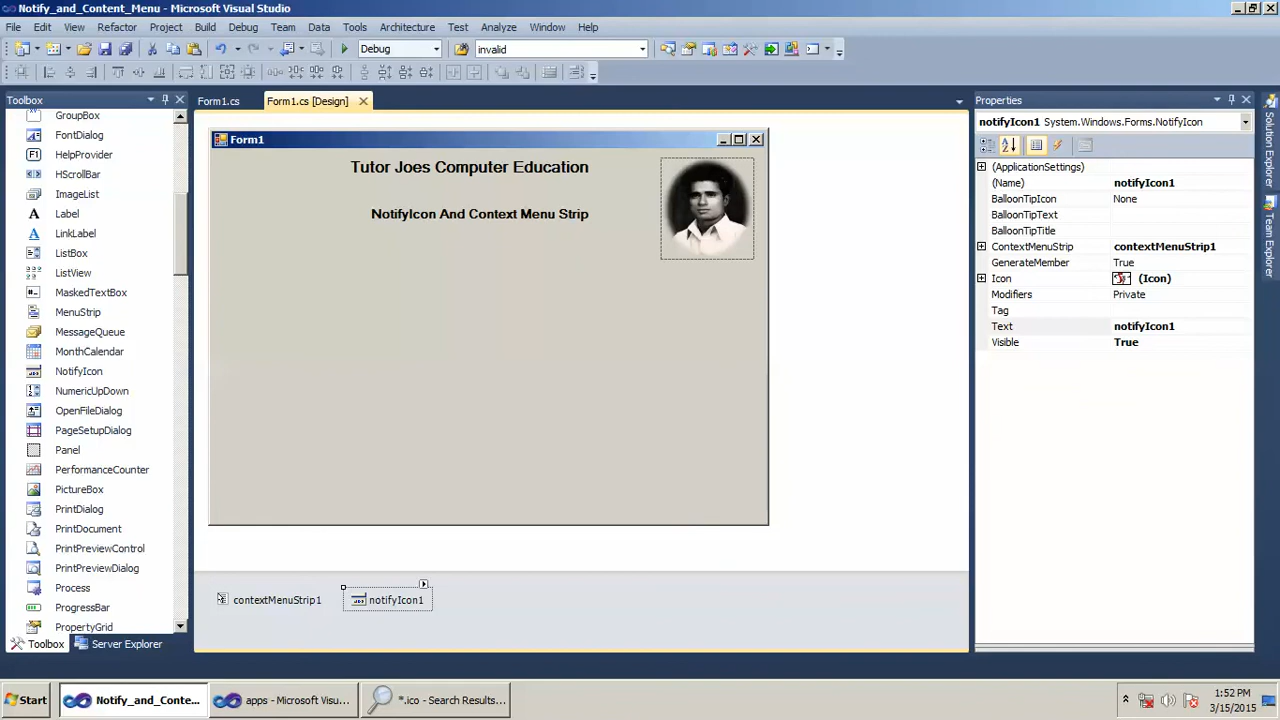 Notify_and_Content_Menu - Microsoft Visual Studio
File Edit View Refactor Project Build Debug Team Data Tools Architecture Test Analyze Window Help
Debug invalid
Toolbox
Form1.cs Form1.cs [Design]
Properties
GroupBox
FontDialog
HelpProvider
HScrollBar
ImageList
Label
LinkLabel
ListBox
ListView
MaskedTextBox
MenuStrip
MessageQueue
MonthCalendar
NotifyIcon
NumericUpDown
OpenFileDialog
PageSetupDialog
Panel
PerformanceCounter
PictureBox
PrintDialog
PrintDocument
PrintPreviewControl
PrintPreviewDialog
Process
ProgressBar
PropertyGrid
Toolbox Server Explorer
Form1
Tutor Joes Computer Education
NotifyIcon And Context Menu Strip
contextMenuStrip1 notifyIcon1
notifyIcon1 System.Windows.Forms.NotifyIcon
(ApplicationSettings)
(Name) notifyIcon1
BalloonTipIcon None
BalloonTipText
BalloonTipTitle
ContextMenuStrip contextMenuStrip1
GenerateMember True
Icon (Icon)
Modifiers Private
Tag
Text notifyIcon1
Visible True
Solution Explorer
Team Explorer
Start Notify_and_Conte... apps - Microsoft Visu... *.ico - Search Results...
1:52 PM
3/15/2015